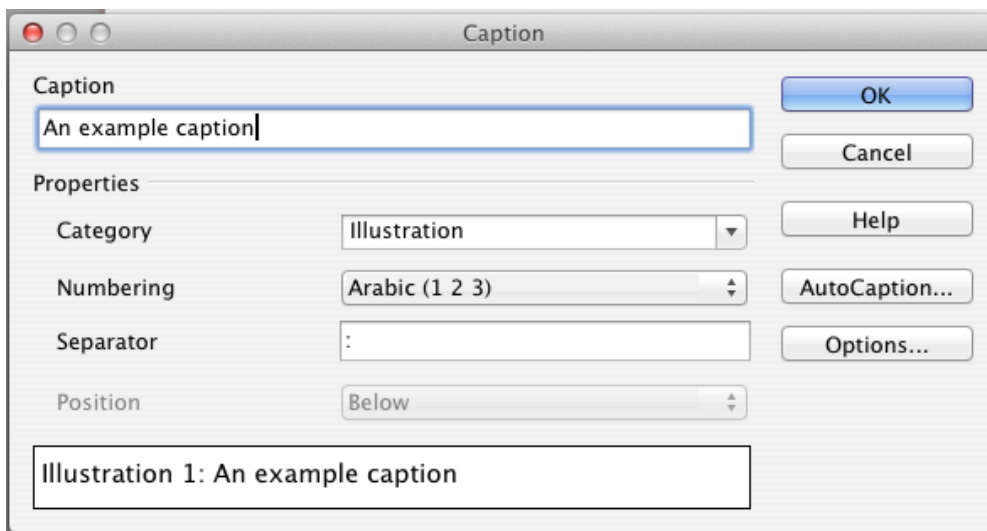 Caption
Caption
OK
An example caption
Cancel
Properties
Category Illustration
Help
Numbering Arabic (1 2 3)
AutoCaption...
Separator :
Options...
Position Below
Illustration 1: An example caption